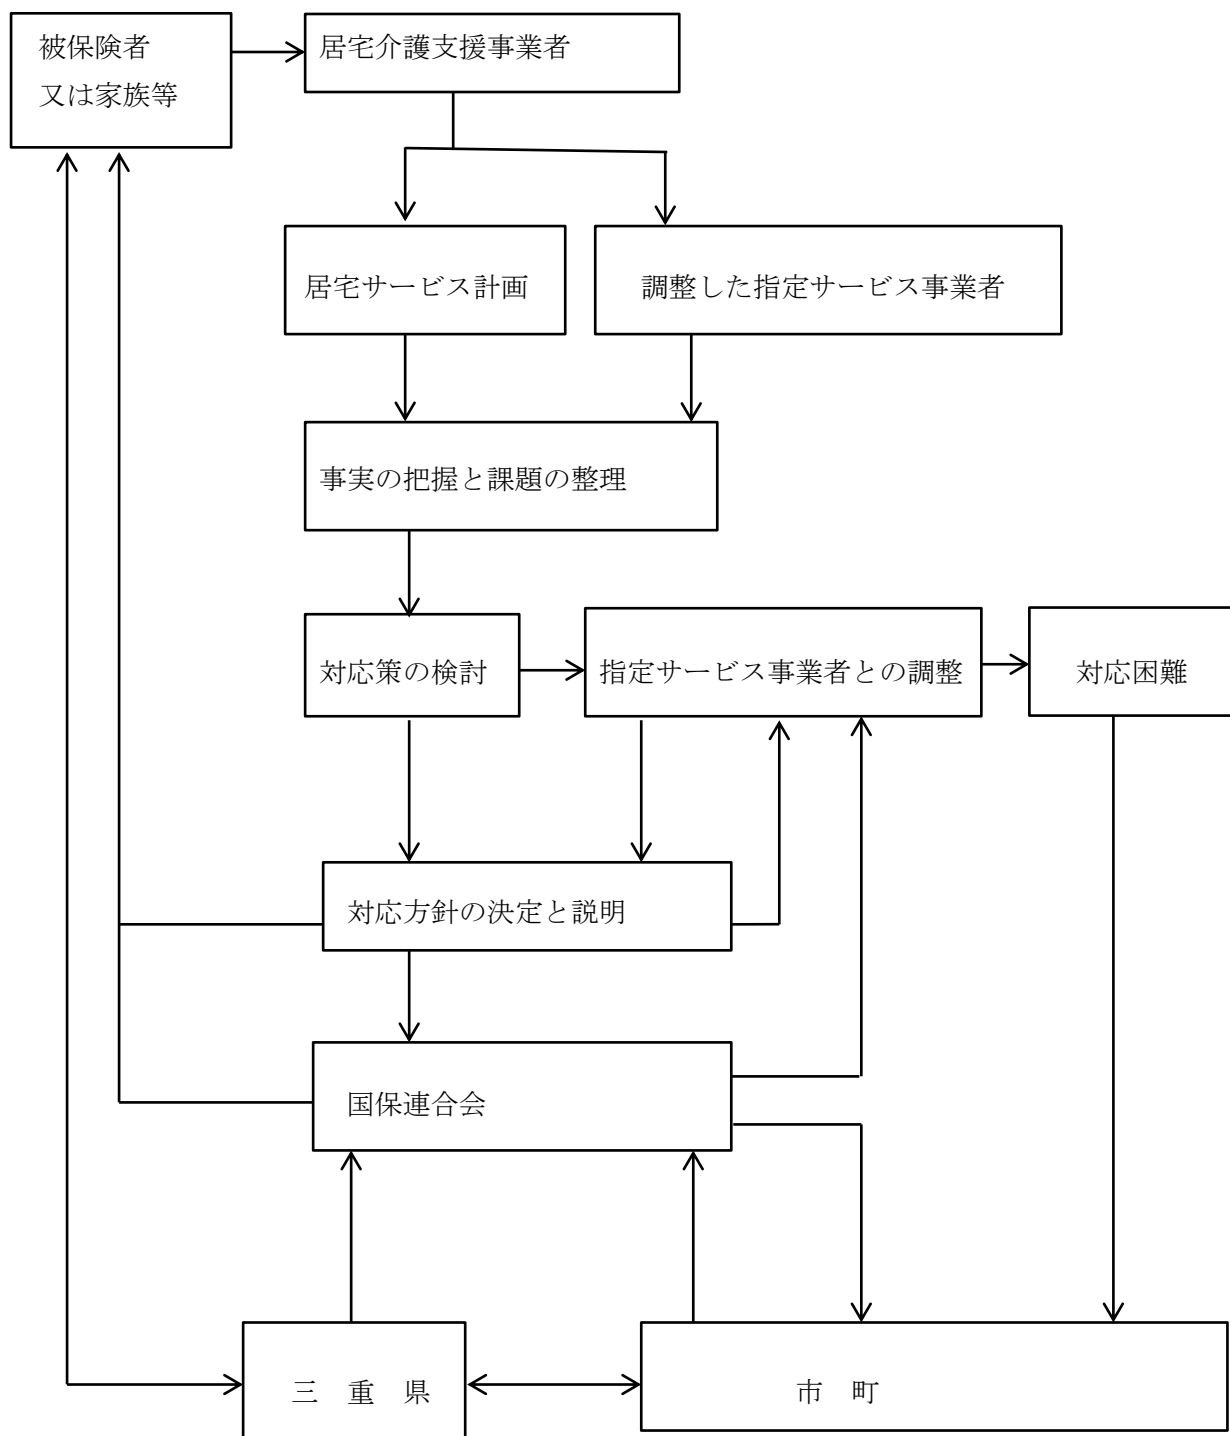 被保険者
又は家族等
居宅介護支援事業者
居宅サービス計画
調整した指定サービス事業者
事実の把握と課題の整理
対応策の検討
指定サービス事業者との調整
対応困難
対応方針の決定と説明
国保連合会
三　重　県
市　町